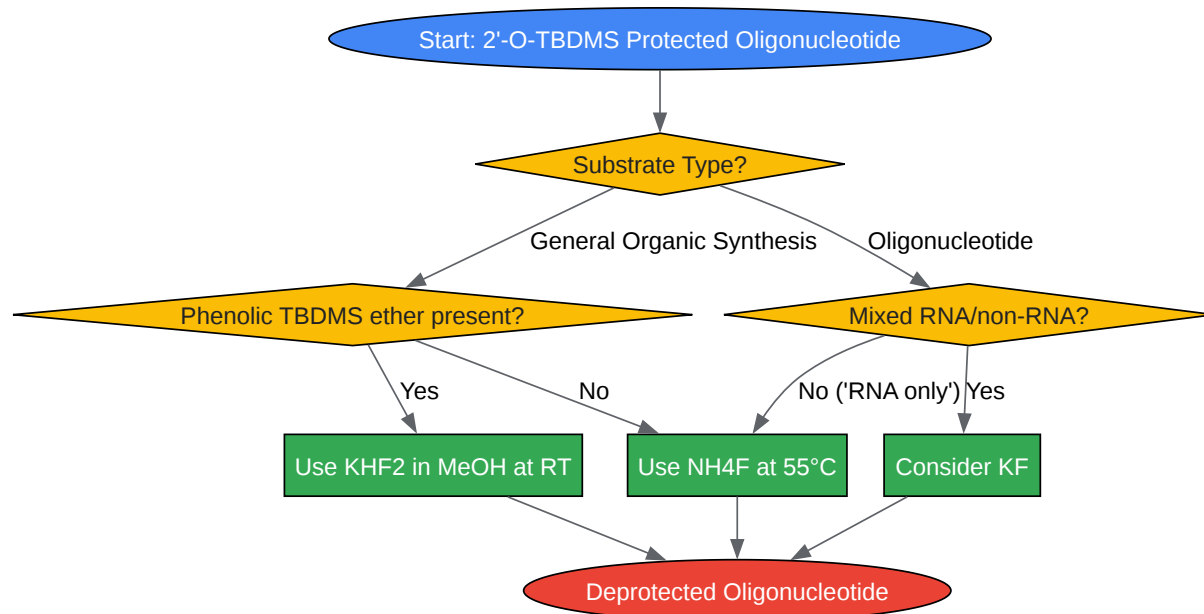 Start: 2'-O-TBDMS Protected Oligonucleotide
Substrate Type?
General Organic Synthesis
Oligonucleotide
Phenolic TBDMS ether present?
Mixed RNA/non-RNA?
Yes
No
No ('RNA only')
Yes
Use KHF2 in MeOH at RT
Use NH4F at 55°C
Consider KF
Deprotected Oligonucleotide